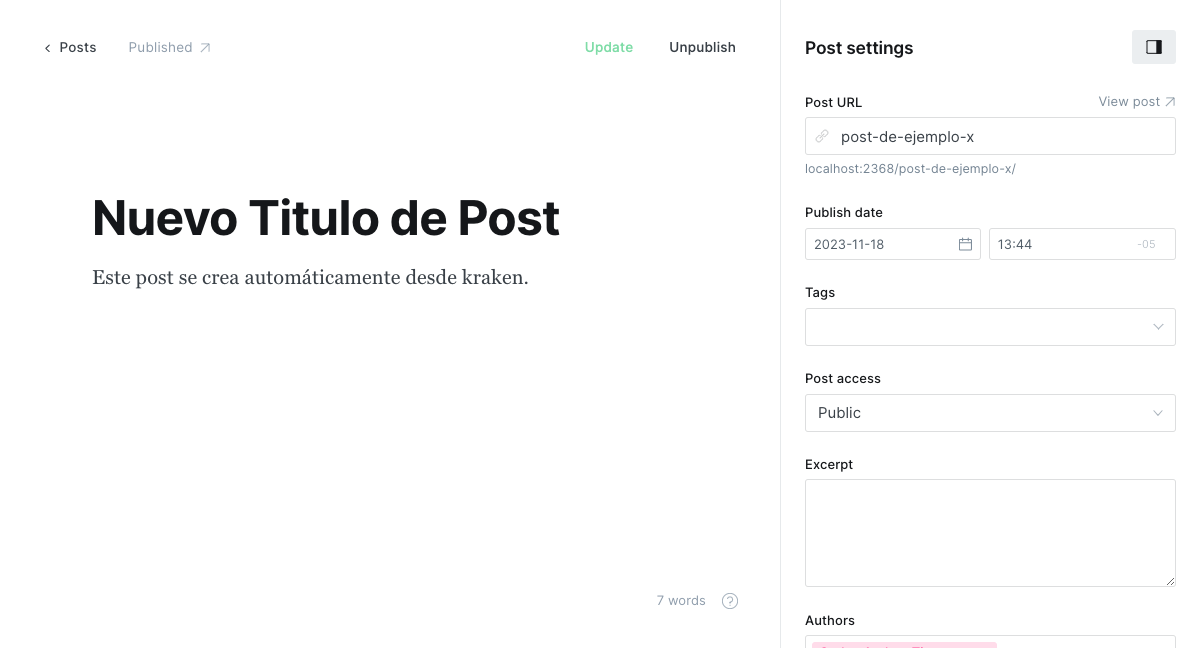 Posts
Published
Update
Unpublish
Nuevo Titulo de Post
Este post se crea automáticamente desde kraken.
7 words
?
Post settings
Post URL
View post
post-de-ejemplo-x
localhost:2368/post-de-ejemplo-x/
Publish date
2023-11-18
13:44
-05
Tags
Post access
Public
Excerpt
Authors